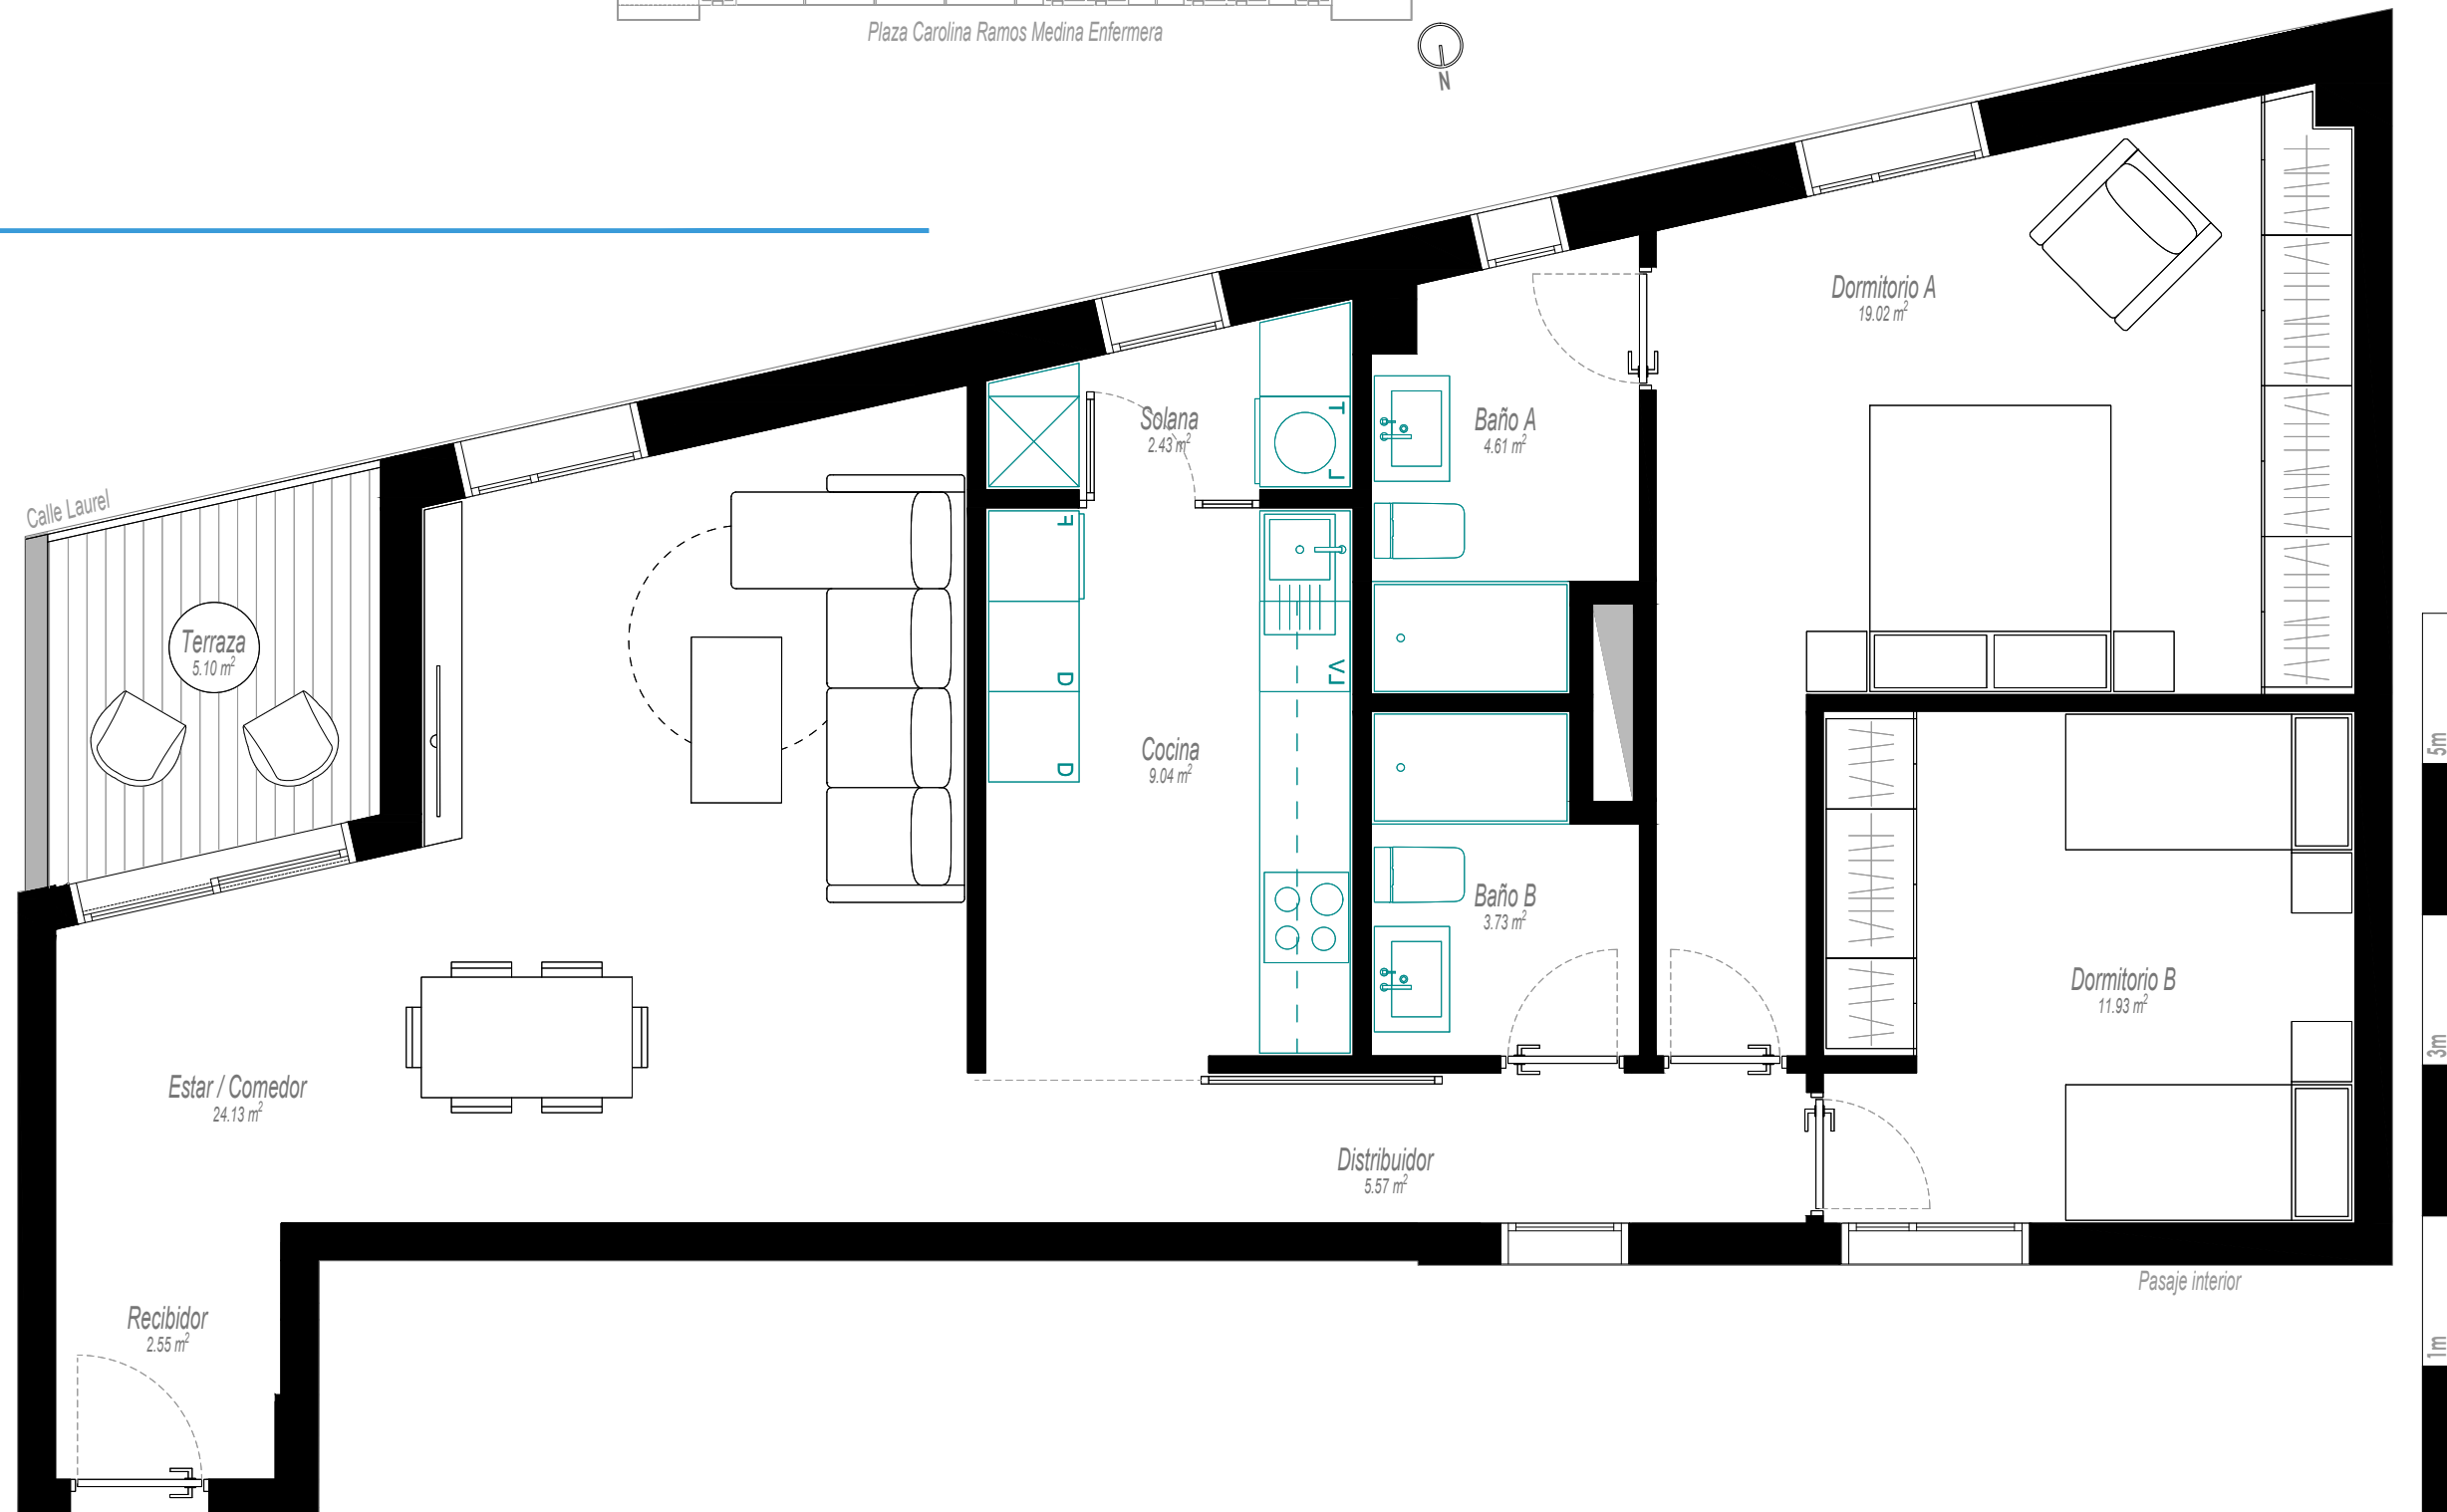 Plaza Carolina Ramos Medina Enfermera
N
Calle Laurel
Dormitorio A
19.02 m²
Solana
2.43 m²
T
L
Baño A
4.61 m²
Terraza
5.10 m²
F
D
D
VJ
Cocina
9.04 m²
Baño B
3.73 m²
Dormitorio B
11.93 m²
Estar / Comedor
24.13 m²
Distribuidor
5.57 m²
Recibidor
2.55 m²
Pasaje interior
5m
3m
1m